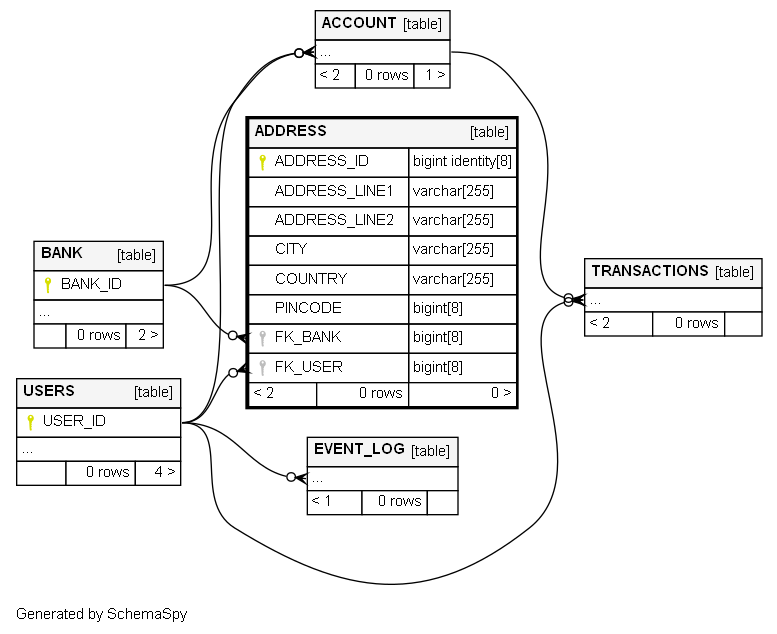 ACCOUNT [table]
...
< 2 0 rows 1 >
ADDRESS [table]
ADDRESS_ID bigint identity[8]
ADDRESS_LINE1 varchar[255]
ADDRESS_LINE2 varchar[255]
CITY varchar[255]
COUNTRY varchar[255]
PINCODE bigint[8]
FK_BANK bigint[8]
FK_USER bigint[8]
< 2 0 rows 0 >
BANK [table]
BANK_ID
...
0 rows 2 >
TRANSACTIONS [table]
...
< 2 0 rows
USERS [table]
USER_ID
...
0 rows 4 >
EVENT_LOG [table]
...
< 1 0 rows
Generated by SchemaSpy